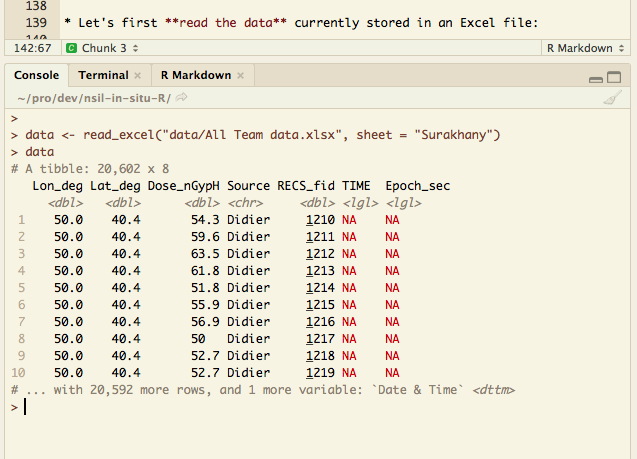 138
139 * Let's first **read the data** currently stored in an Excel file:
140
142:67 C Chunk 3 R Markdown
Console Terminal × R Markdown ×
~/pro/dev/nsil-in-situ-R/
>
> data <- read_excel("data/All Team data.xlsx", sheet = "Surakhany")
> data
# A tibble: 20,602 x 8
Lon_deg Lat_deg Dose_nGypH Source RECS_fid TIME Epoch_sec
<dbl> <dbl> <dbl> <chr> <dbl> <lgl> <lgl>
1 50.0 40.4 54.3 Didier 1210 NA NA
2 50.0 40.4 59.6 Didier 1211 NA NA
3 50.0 40.4 63.5 Didier 1212 NA NA
4 50.0 40.4 61.8 Didier 1213 NA NA
5 50.0 40.4 51.8 Didier 1214 NA NA
6 50.0 40.4 55.9 Didier 1215 NA NA
7 50.0 40.4 56.9 Didier 1216 NA NA
8 50.0 40.4 50 Didier 1217 NA NA
9 50.0 40.4 52.7 Didier 1218 NA NA
10 50.0 40.4 52.7 Didier 1219 NA NA
# ... with 20,592 more rows, and 1 more variable: `Date & Time` <dttm>
>